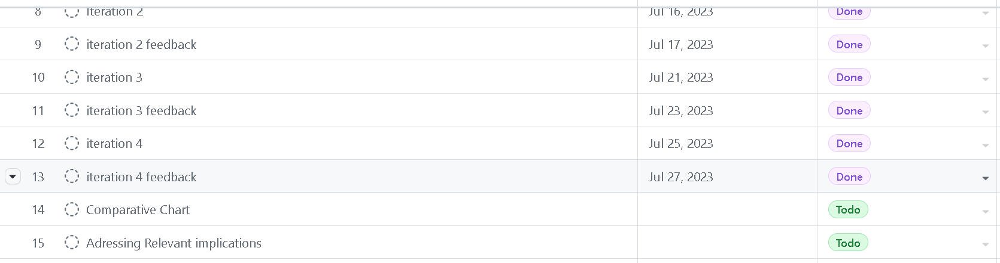 8 Iteration 2 Jul 16, 2023 Done
9 iteration 2 feedback Jul 17, 2023 Done
10 iteration 3 Jul 21, 2023 Done
11 iteration 3 feedback Jul 23, 2023 Done
12 iteration 4 Jul 25, 2023 Done
13 iteration 4 feedback Jul 27, 2023 Done
14 Comparative Chart Todo
15 Adressing Relevant implications Todo